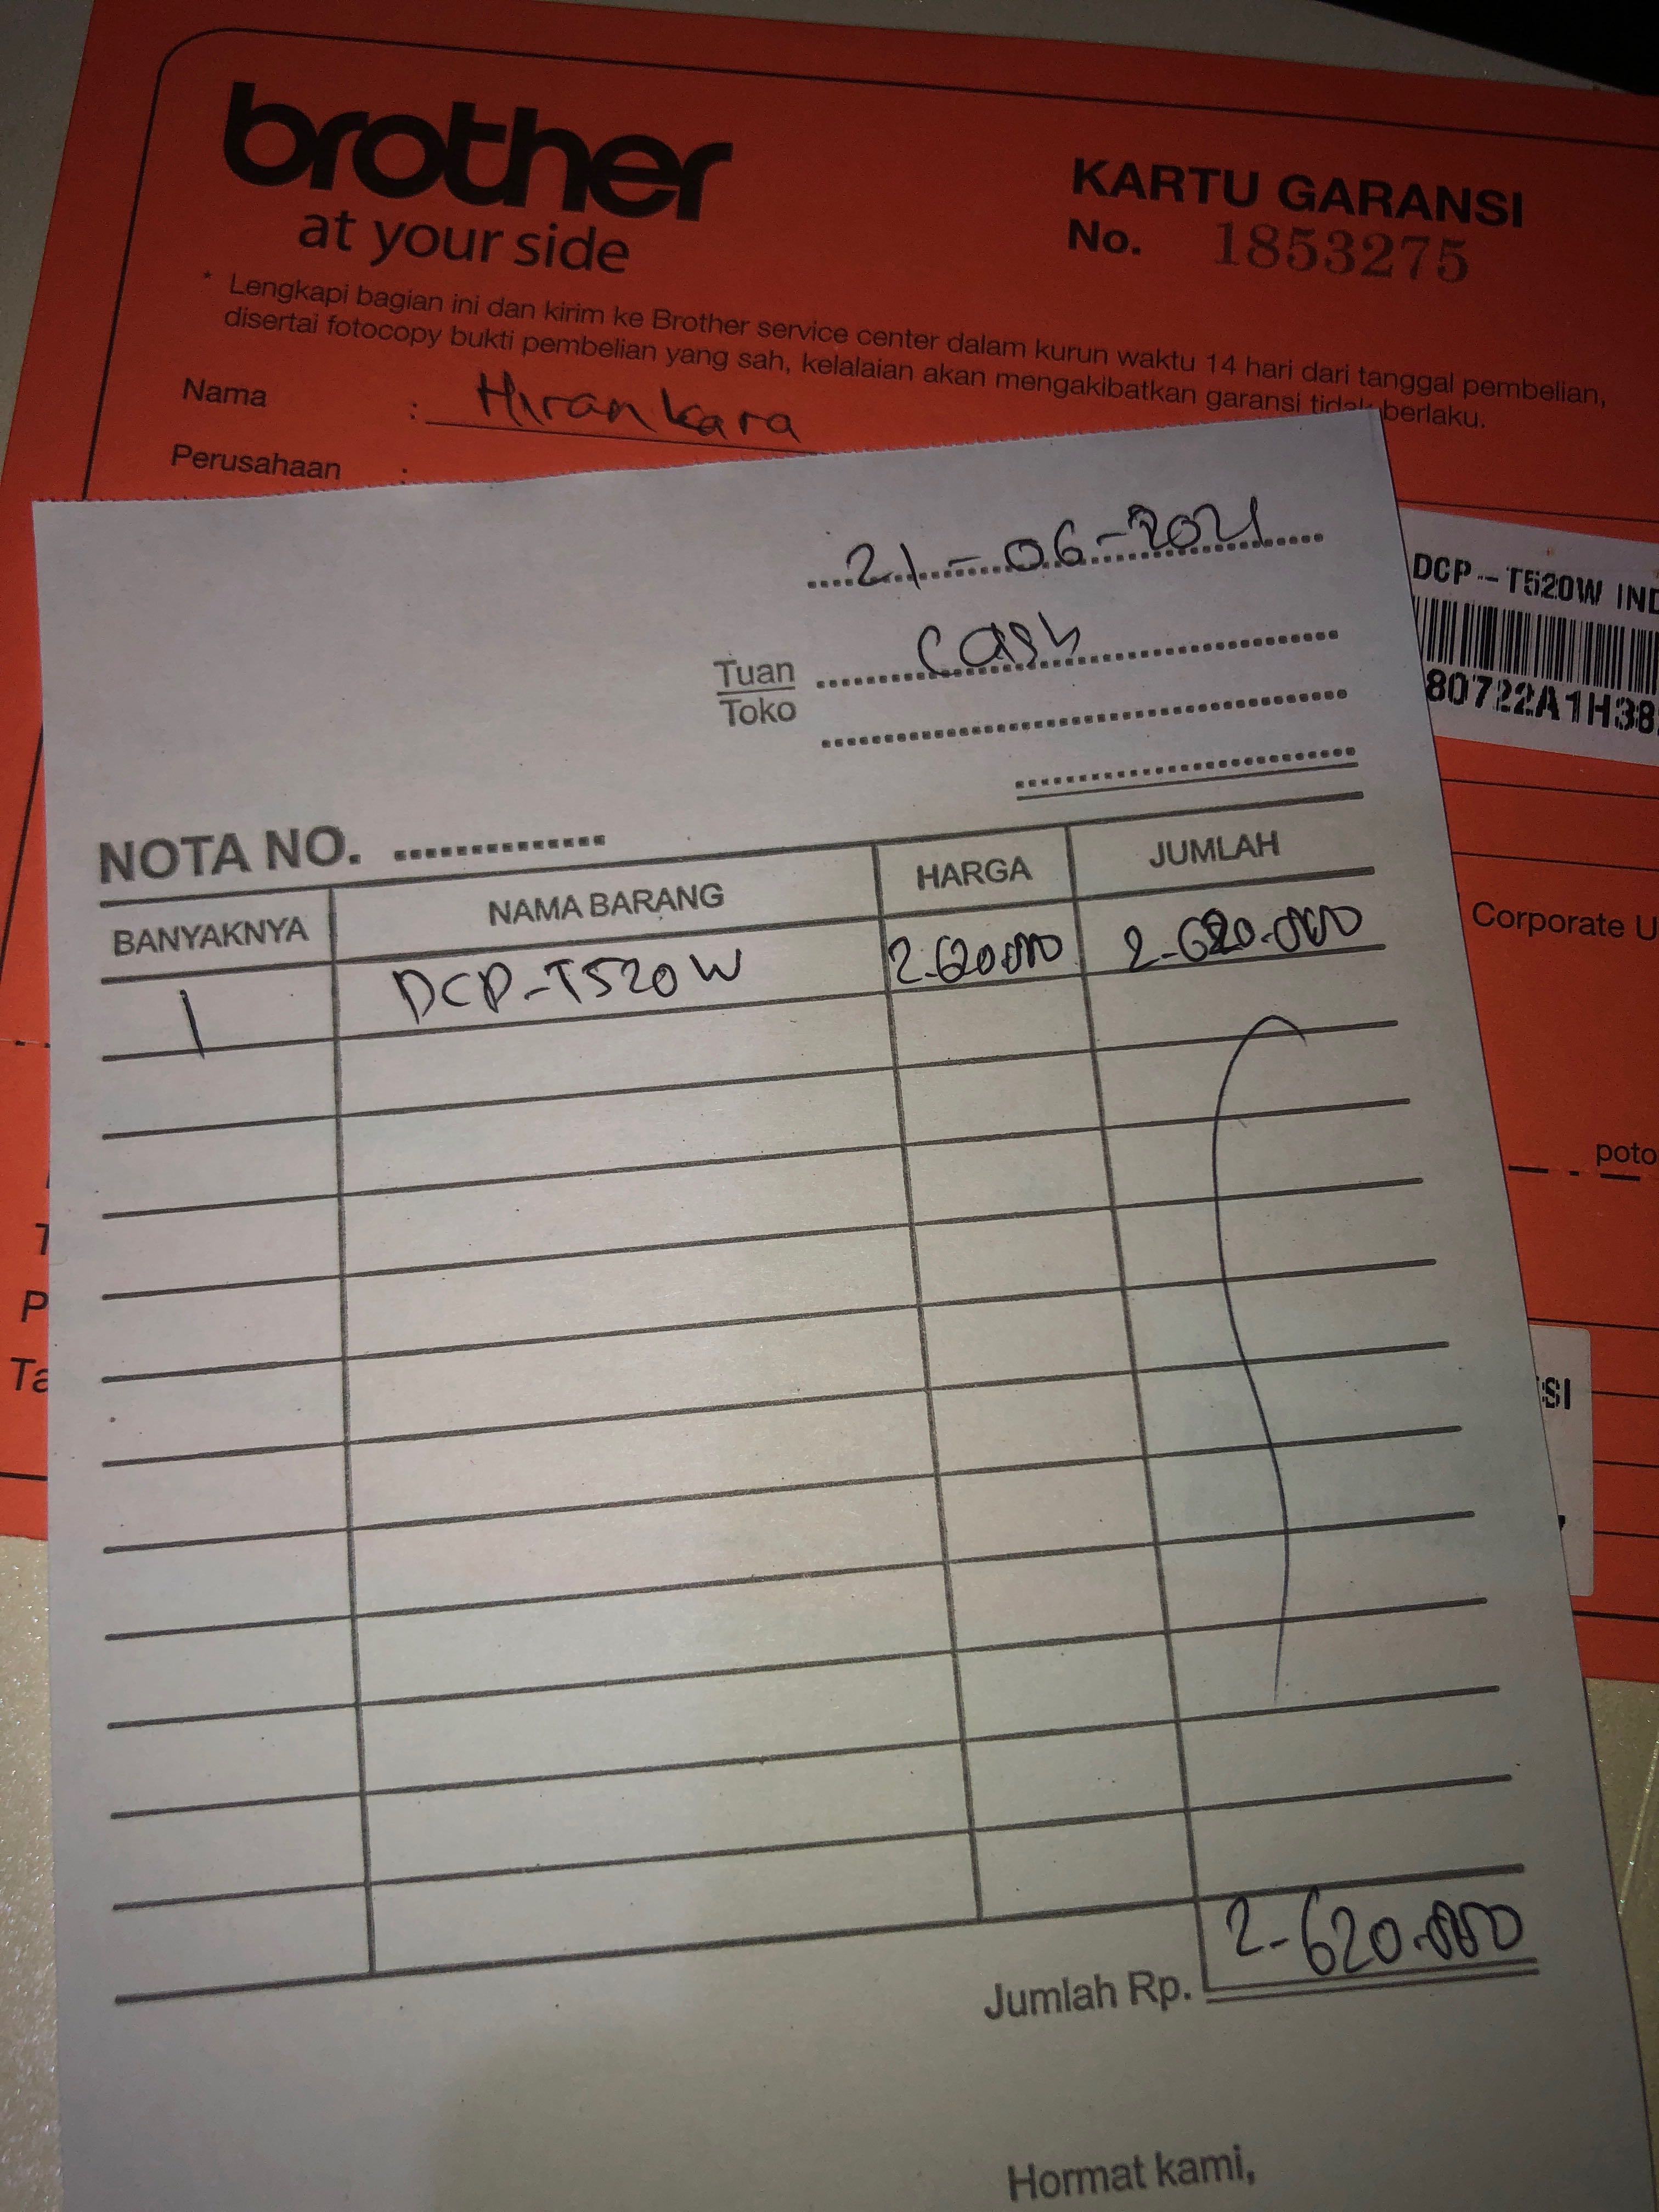 brother
at your side
KARTU GARANSI
No. 1853275
* Lengkapi bagian ini dan kirim ke Brother service center dalam kurun waktu 14 hari dari tanggal pembelian,
disertai fotocopy bukti pembelian yang sah, kelalaian akan mengakibatkan garansi tidak berlaku.
Nama : Hirankara
Perusahaan :
DCP-T520W IND
80722A1H38
Corporate U
poto
T
P
Ta
SI
21-06-2021
Tuan Cash
Toko
NOTA NO.
BANYAKNYA NAMA BARANG HARGA JUMLAH
1 DCP-T520W 2.620.000 2.620.000
Jumlah Rp. 2.620.000
Hormat kami,